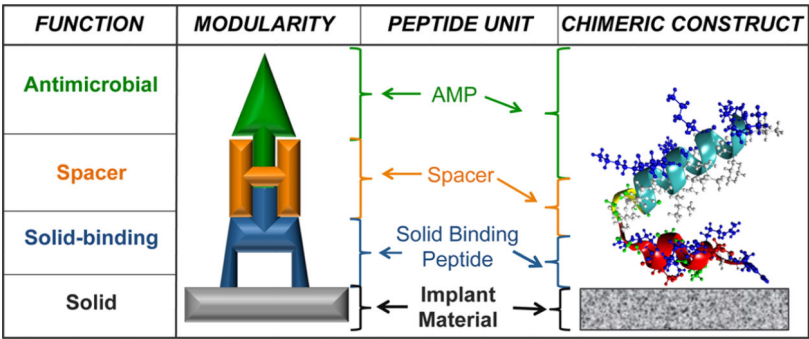 FUNCTION
MODULARITY
PEPTIDE UNIT
CHIMERIC CONSTRUCT
Antimicrobial
AMP
Spacer
Spacer
Solid-binding
Solid Binding
Peptide
Solid
Implant
Material